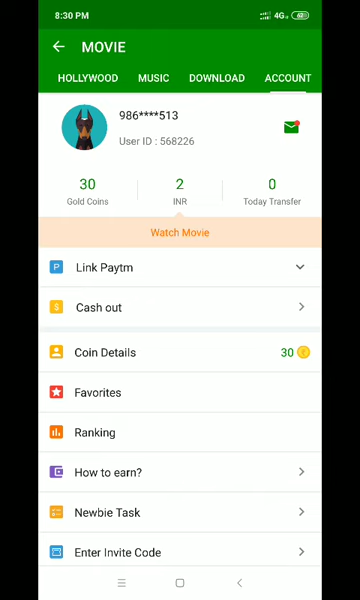 8:30 PM 4G 62
MOVIE
HOLLYWOOD MUSIC DOWNLOAD ACCOUNT
986****513
User ID : 568226
30 2 0
Gold Coins INR Today Transfer
Watch Movie
P Link Paytm
$ Cash out
Coin Details 30
Favorites
Ranking
How to earn?
Newbie Task
Enter Invite Code